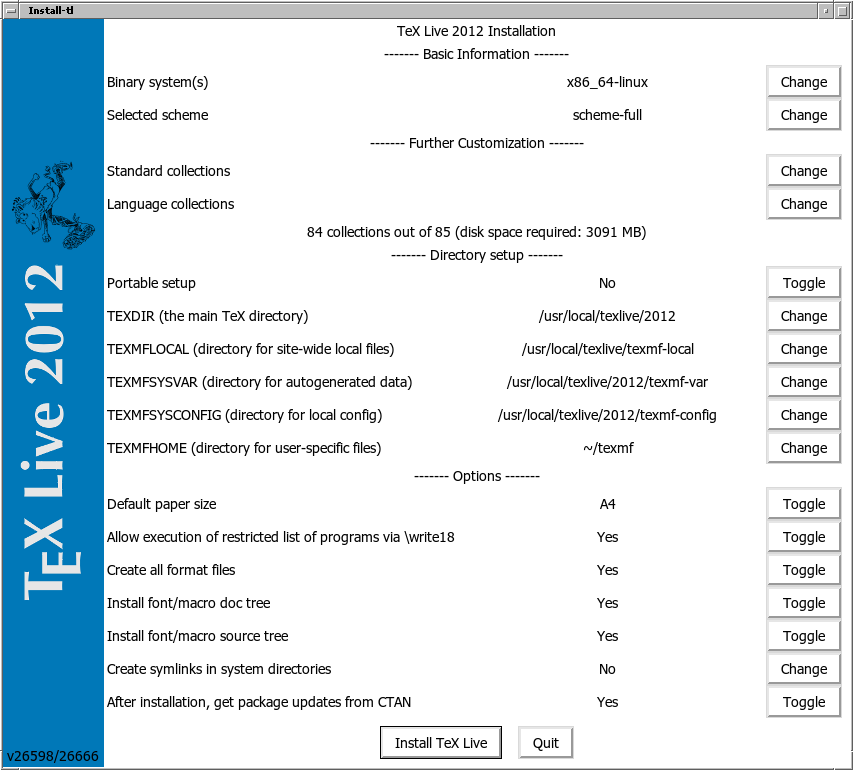 Install-tl
TeX Live 2012 Installation
------- Basic Information -------
Binary system(s) x86_64-linux Change
Selected scheme scheme-full Change
------- Further Customization -------
Standard collections Change
Language collections Change
84 collections out of 85 (disk space required: 3091 MB)
------- Directory setup -------
Portable setup No Toggle
TEXDIR (the main TeX directory) /usr/local/texlive/2012 Change
TEXMFLOCAL (directory for site-wide local files) /usr/local/texlive/texmf-local Change
TEXMFSYSVAR (directory for autogenerated data) /usr/local/texlive/2012/texmf-var Change
TEXMFSYSCONFIG (directory for local config) /usr/local/texlive/2012/texmf-config Change
TEXMFHOME (directory for user-specific files) ~/texmf Change
------- Options -------
Default paper size A4 Toggle
Allow execution of restricted list of programs via \write18 Yes Toggle
Create all format files Yes Toggle
Install font/macro doc tree Yes Toggle
Install font/macro source tree Yes Toggle
Create symlinks in system directories No Change
After installation, get package updates from CTAN Yes Toggle
Install TeX Live Quit
TEX Live 2012
v26598/26666